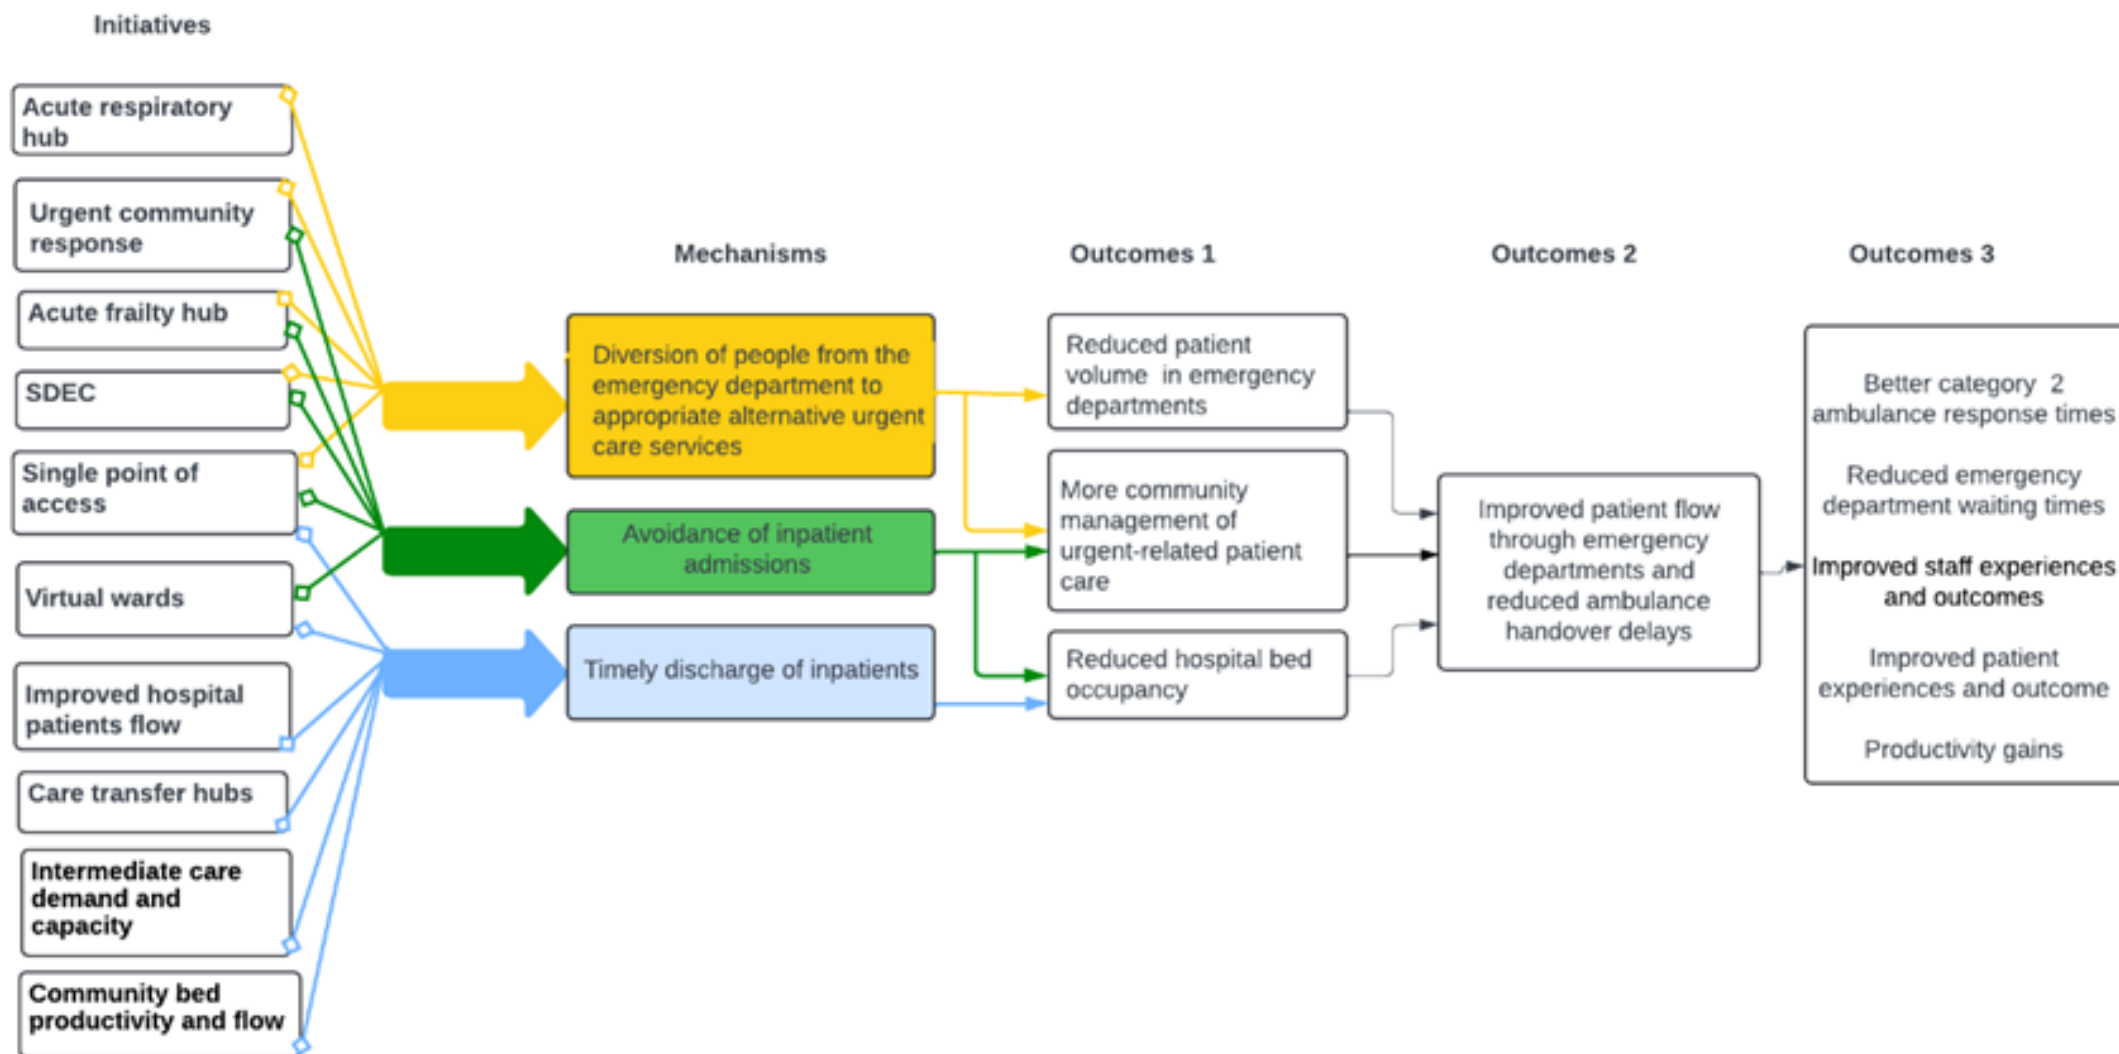 Initiatives
Acute respiratory
hub
Urgent community
response
Acute frailty hub
SDEC
Single point of
access
Virtual wards
Improved hospital
patients flow
Care transfer hubs
Intermediate care
demand and
capacity
Community bed
productivity and flow
Mechanisms
Diversion of people from the
emergency department to
appropriate alternative urgent
care services
Avoidance of inpatient
admissions
Timely discharge of inpatients
Outcomes 1
Reduced patient
volume in emergency
departments
More community
management of
urgent-related patient
care
Reduced hospital bed
occupancy
Outcomes 2
Improved patient flow
through emergency
departments and
reduced ambulance
handover delays
Outcomes 3
Better category 2
ambulance response times
Reduced emergency
department waiting times
Improved staff experiences
and outcomes
Improved patient
experiences and outcome
Productivity gains